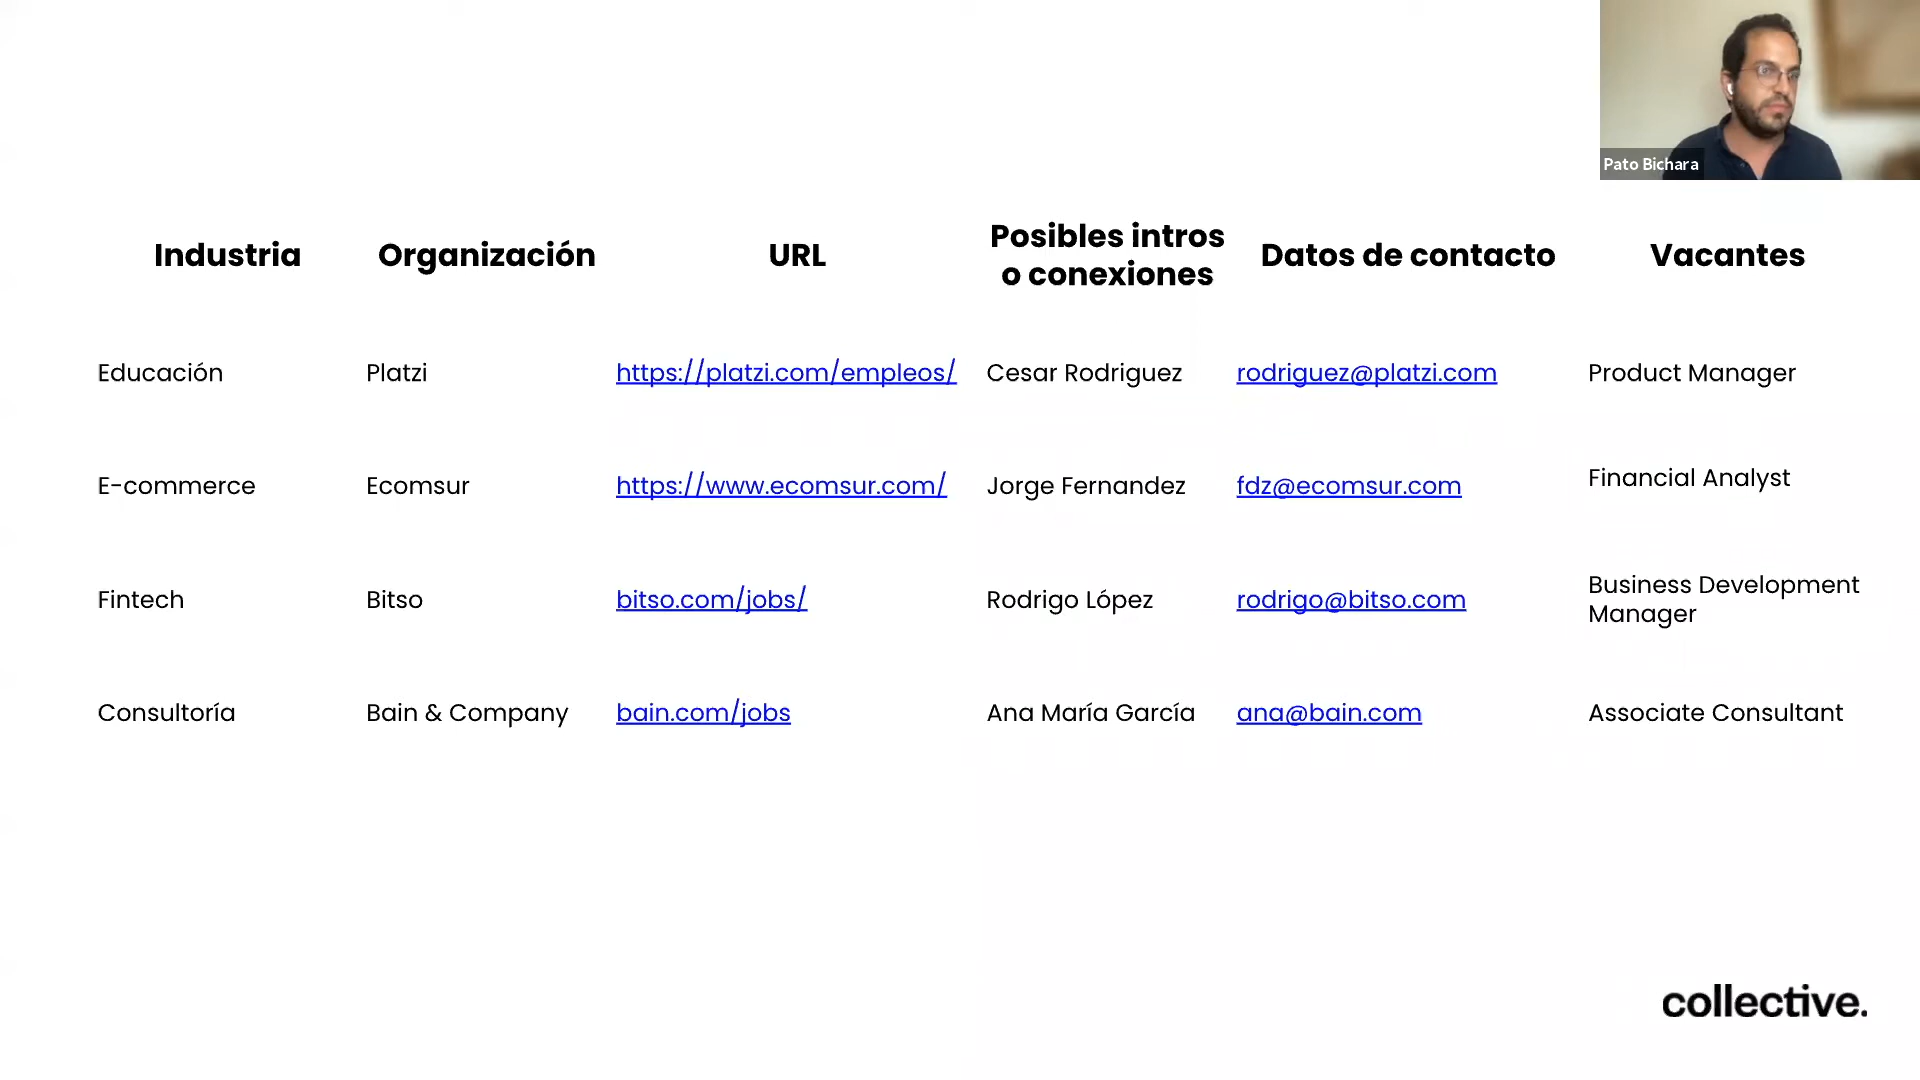 Pato Bichara
Industria Organización URL Posibles intros o conexiones Datos de contacto Vacantes
Educación Platzi https://platzi.com/empleos/ Cesar Rodriguez rodriguez@platzi.com Product Manager
E-commerce Ecomsur https://www.ecomsur.com/ Jorge Fernandez fdz@ecomsur.com Financial Analyst
Fintech Bitso bitso.com/jobs/ Rodrigo López rodrigo@bitso.com Business Development Manager
Consultoría Bain & Company bain.com/jobs Ana María García ana@bain.com Associate Consultant
collective.